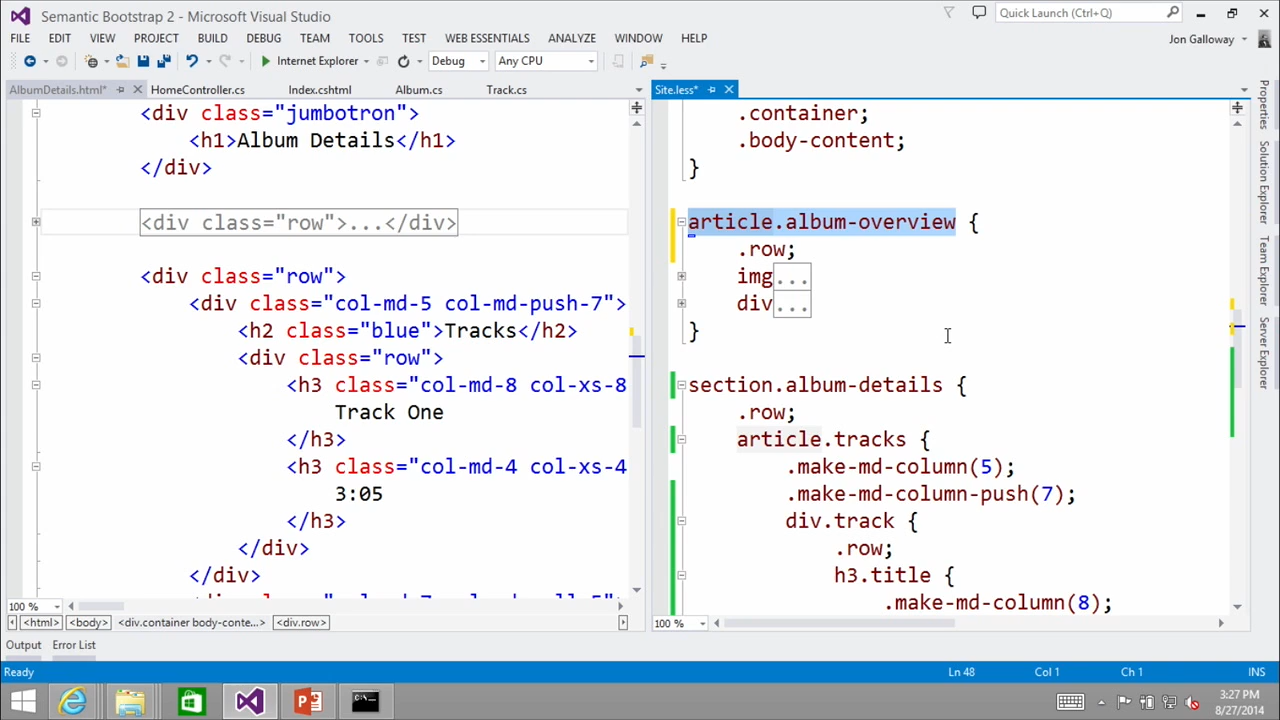 Semantic Bootstrap 2 - Microsoft Visual Studio
Quick Launch (Ctrl+Q)
FILE EDIT VIEW PROJECT BUILD DEBUG TEAM TOOLS TEST WEB ESSENTIALS ANALYZE WINDOW HELP
Jon Galloway
Internet Explorer Debug Any CPU
AlbumDetails.html* HomeController.cs Index.cshtml Album.cs Track.cs
<div class="jumbotron">
<h1>Album Details</h1>
</div>
<div class="row">...</div>
<div class="row">
<div class="col-md-5 col-md-push-7">
<h2 class="blue">Tracks</h2>
<div class="row">
<h3 class="col-md-8 col-xs-8
Track One
</h3>
<h3 class="col-md-4 col-xs-4
3:05
</h3>
</div>
</div>
100 %
<html> <body> <div.container body-conte...> <div.row>
Site.less*
.container;
.body-content;
}
article.album-overview {
.row;
img...
div...
}
section.album-details {
.row;
article.tracks {
.make-md-column(5);
.make-md-column-push(7);
div.track {
.row;
h3.title {
.make-md-column(8);
100 %
Properties
Solution Explorer
Team Explorer
Server Explorer
Output Error List
Ready Ln 48 Col 1 Ch 1 INS
3:27 PM
8/27/2014